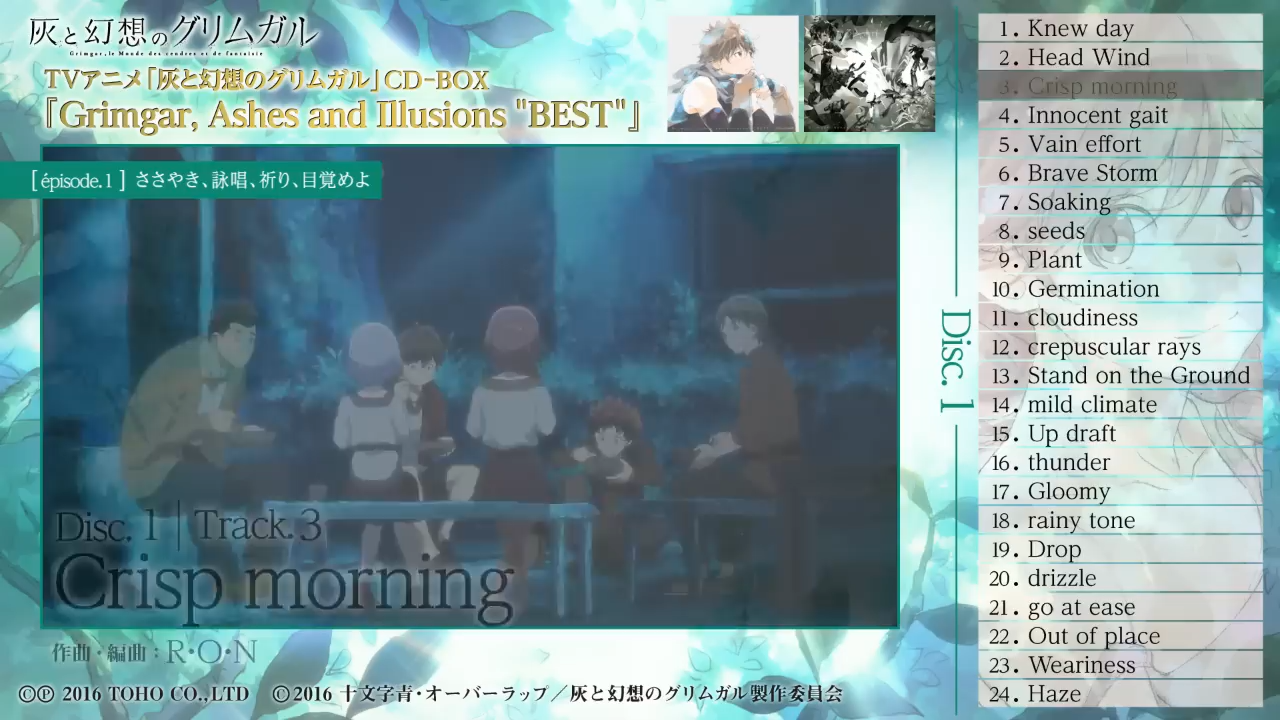 灰と幻想のグリムガル
Grimgar, le Monde des cendres et de fantaisie
TVアニメ「灰と幻想のグリムガル」CD-BOX
『Grimgar, Ashes and Illusions "BEST"』
[épisode.1] ささやき、詠唱、祈り、目覚めよ
Disc. 1 | Track. 3
Crisp morning
作曲・編曲：R・O・N
©℗ 2016 TOHO CO.,LTD ©2016 十文字青・オーバーラップ／灰と幻想のグリムガル製作委員会
Disc. 1
1. Knew day
2. Head Wind
3. Crisp morning
4. Innocent gait
5. Vain effort
6. Brave Storm
7. Soaking
8. seeds
9. Plant
10. Germination
11. cloudiness
12. crepuscular rays
13. Stand on the Ground
14. mild climate
15. Up draft
16. thunder
17. Gloomy
18. rainy tone
19. Drop
20. drizzle
21. go at ease
22. Out of place
23. Weariness
24. Haze